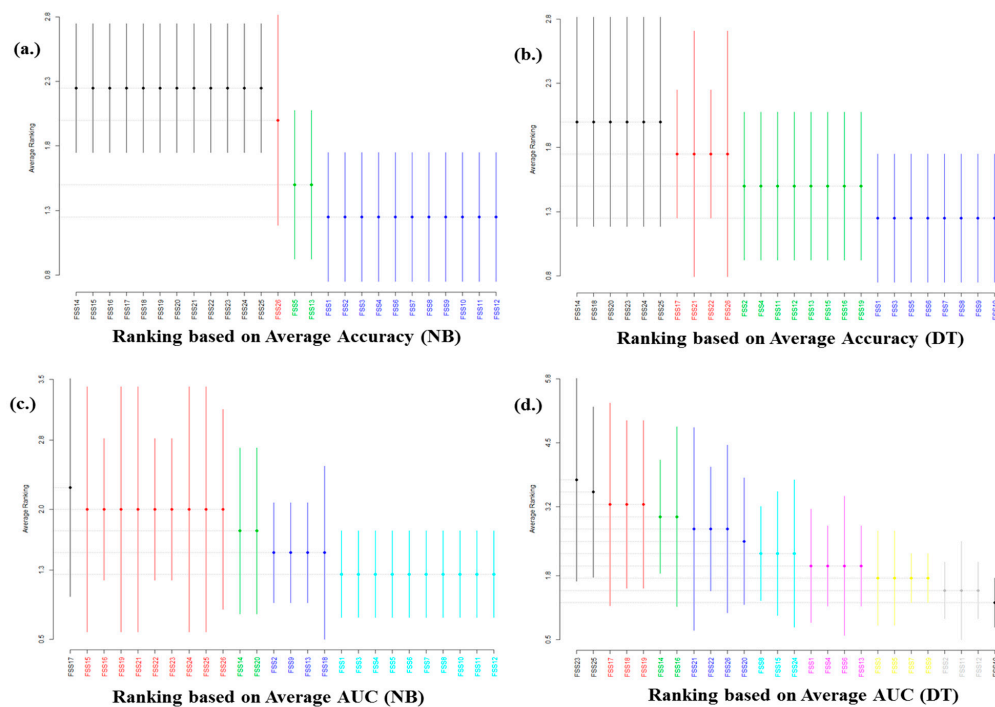 (a.)
Average Ranking
2.8
2.3
1.8
1.3
0.8
FSS14 FSS15 FSS16 FSS17 FSS18 FSS19 FSS20 FSS21 FSS22 FSS23 FSS24 FSS25 FSS26 FSS5 FSS13 FSS1 FSS2 FSS3 FSS4 FSS6 FSS7 FSS8 FSS9 FSS10 FSS11 FSS12
Ranking based on Average Accuracy (NB)
(b.)
Average Ranking
2.8
2.3
1.8
1.3
0.8
FSS14 FSS18 FSS20 FSS23 FSS24 FSS25 FSS17 FSS21 FSS22 FSS26 FSS2 FSS4 FSS11 FSS12 FSS13 FSS15 FSS16 FSS19 FSS1 FSS3 FSS5 FSS6 FSS7 FSS8 FSS9
Ranking based on Average Accuracy (DT)
(c.)
Average Ranking
3.5
2.8
2.0
1.3
0.5
FSS17 FSS15 FSS16 FSS19 FSS21 FSS22 FSS23 FSS24 FSS25 FSS26 FSS14 FSS20 FSS2 FSS9 FSS13 FSS18 FSS1 FSS3 FSS4 FSS5 FSS6 FSS7 FSS8 FSS10 FSS11 FSS12
Ranking based on Average AUC (NB)
(d.)
Average Ranking
5.8
4.5
3.2
1.8
0.5
FSS23 FSS25 FSS17 FSS18 FSS19 FSS14 FSS16 FSS21 FSS22 FSS26 FSS20 FSS8 FSS15 FSS24 FSS1 FSS4 FSS6 FSS13 FSS2 FSS11 FSS12
Ranking based on Average AUC (DT)